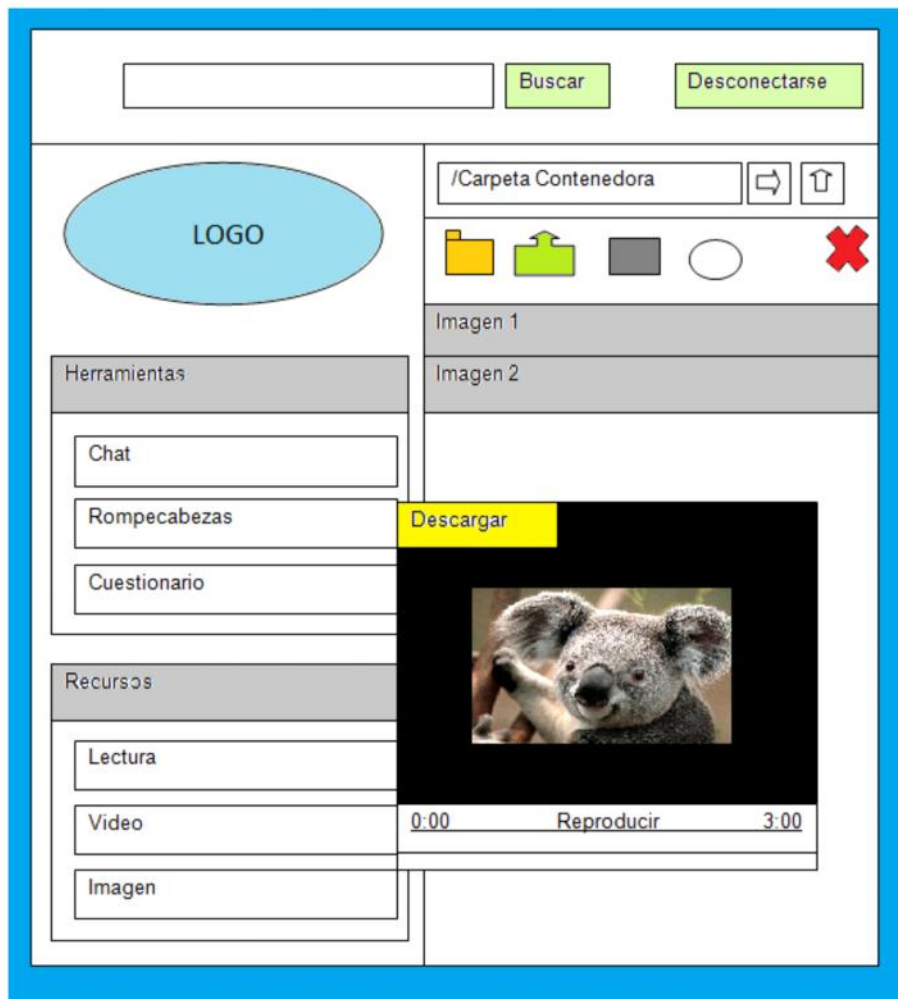 Buscar
Desconectarse
LOGO
/Carpeta Contenedora
Imagen 1
Imagen 2
Herramientas
Chat
Rompecabezas
Cuestionario
Recursos
Lectura
Video
Imagen
Descargar
0:00 Reproducir 3:00